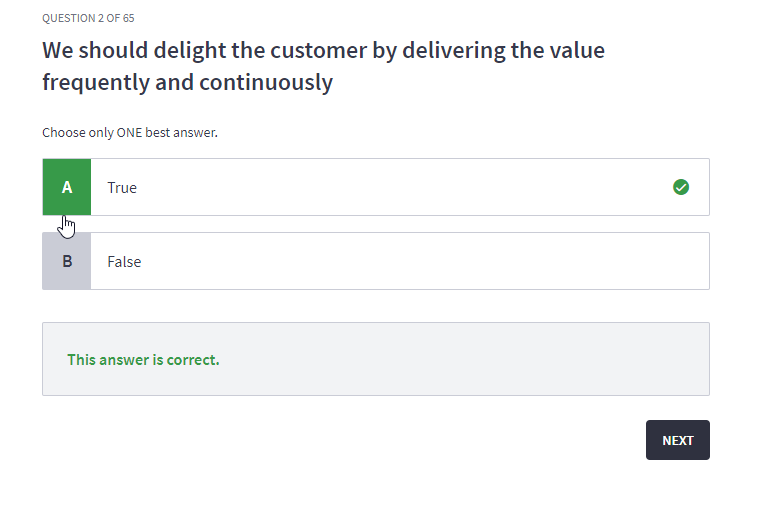 QUESTION 2 OF 65
We should delight the customer by delivering the value
frequently and continuously
Choose only ONE best answer.
A True
B False
This answer is correct.
NEXT